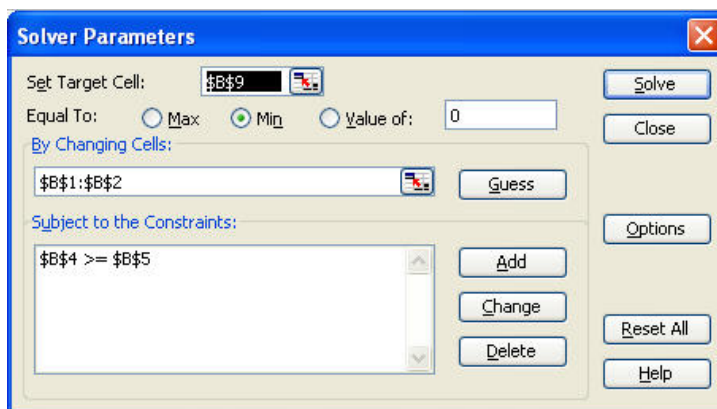 Solver Parameters
Set Target Cell: $B$9 Solve
Equal To: Max Min Value of: 0 Close
By Changing Cells:
$B$1:$B$2 Guess
Subject to the Constraints: Options
$B$4 >= $B$5 Add
Change
Reset All
Delete
Help